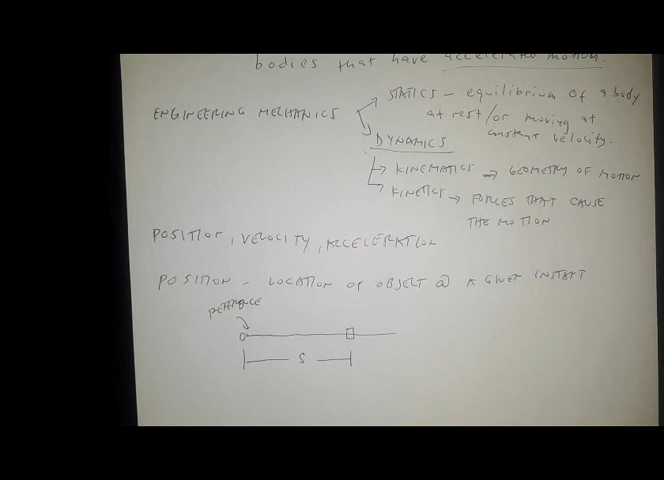 bodies that have accelerated motion.
ENGINEERING MECHANICS
STATICS - equilibrium of a body
at rest/or moving at
constant velocity.
DYNAMICS
KINEMATICS → GEOMETRY OF MOTION
KINETICS → FORCES THAT CAUSE
THE MOTION
POSITION, VELOCITY, ACCELERATION
POSITION - LOCATION OF OBJECT @ A GIVEN INSTANT
REFERENCE
O
S